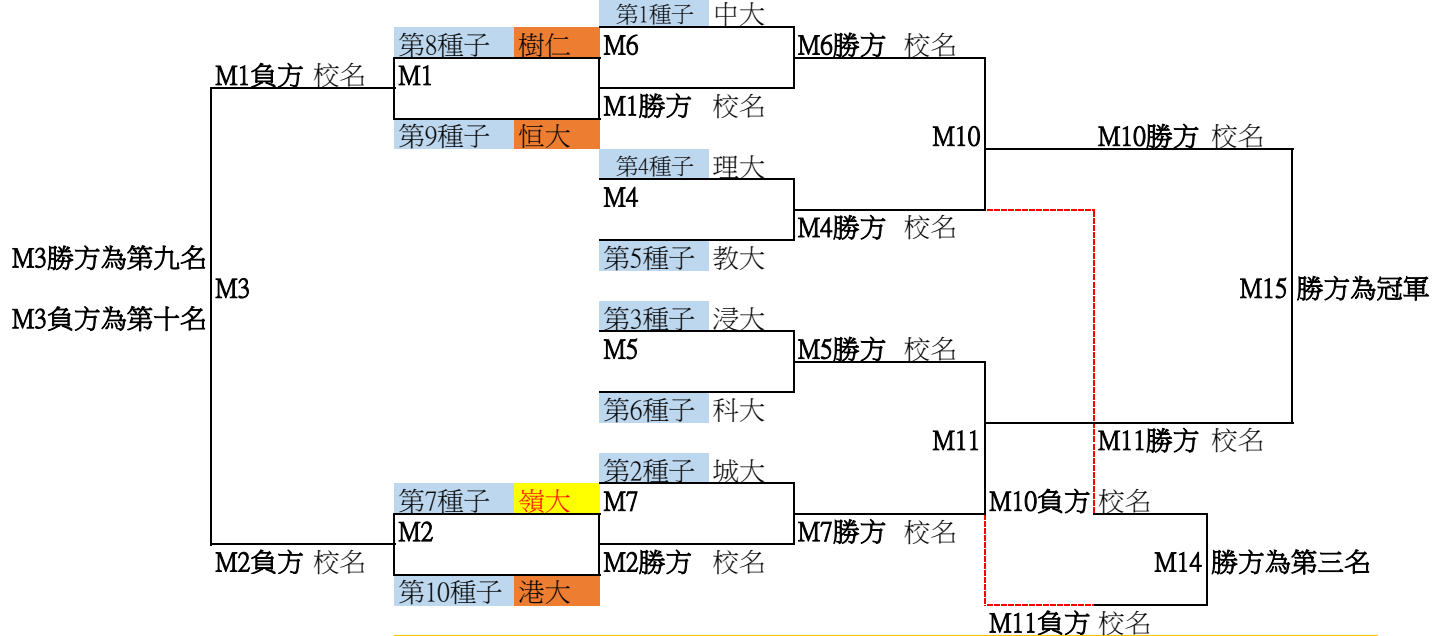 第1種子 中大
第8種子 樹仁 M6 M6勝方 校名
M1負方 校名 M1
M1勝方 校名
第9種子 恒大 M10 M10勝方 校名
第4種子 理大
M4
M4勝方 校名
M3勝方為第九名 第5種子 教大
M3 M15 勝方為冠軍
M3負方為第十名 第3種子 浸大
M5 M5勝方 校名
第6種子 科大
M11 M11勝方 校名
第2種子 城大
第7種子 嶺大 M7 M10負方 校名
M2 M7勝方 校名
M2負方 校名 M2勝方 校名 M14 勝方為第三名
第10種子 港大
M11負方 校名